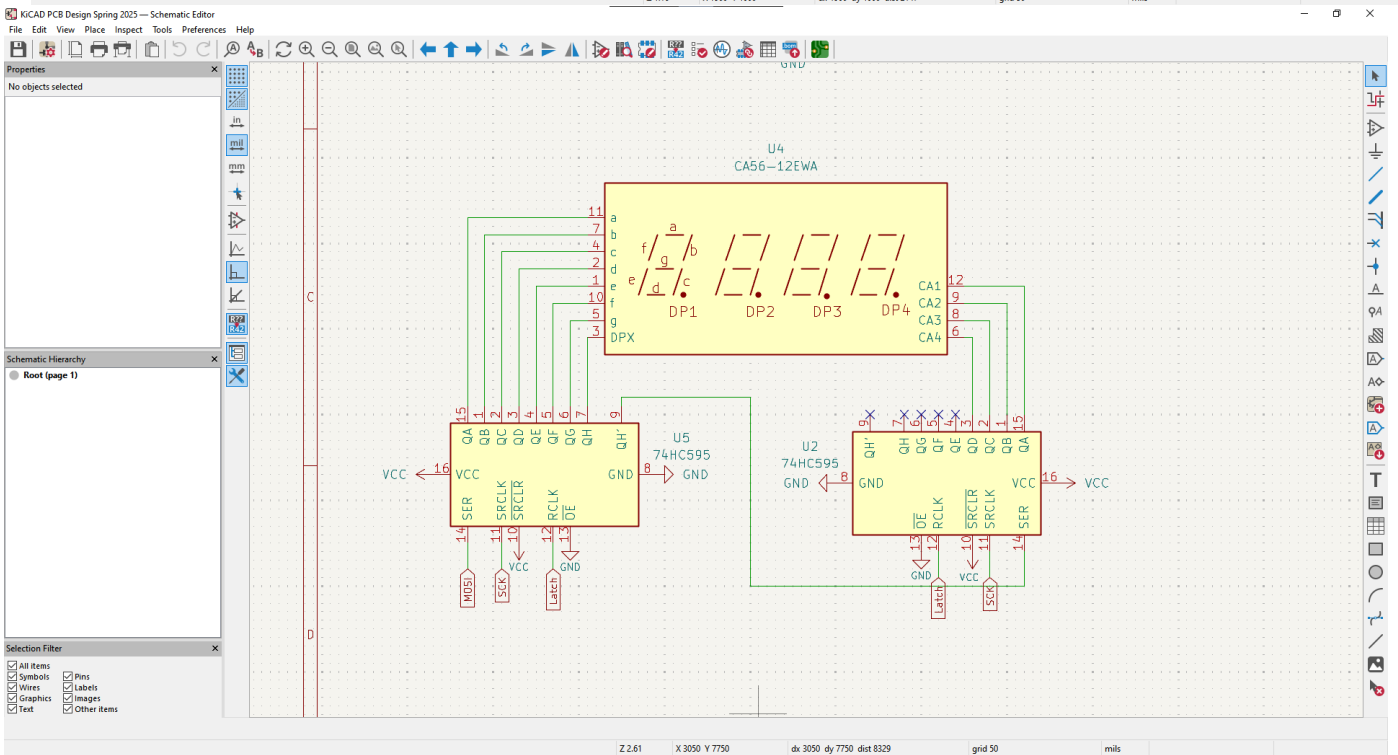 KiCAD PCB Design Spring 2025 — Schematic Editor
File Edit View Place Inspect Tools Preferences Help
Properties
No objects selected
in
mil
mm
R??
R42
Schematic Hierarchy
Root (page 1)
Selection Filter
All items
Symbols Pins
Wires Labels
Graphics Images
Text Other items
GND
C
D
U4
CA56-12EWA
11 a
7 b
4 c
2 d
1 e
10 f
5 g
3 DPX
a
f b
g
e c
d
DP1 DP2 DP3 DP4
CA1 12
CA2 9
CA3 8
CA4 6
15 1 2 3 4 5 6 7 9
QA QB QC QD QE QF QG QH QH'
U5
74HC595
VCC 16 VCC
GND 8 GND
SER SRCLK SRCLR RCLK OE
14 11 10 12 13
VCC GND
MOSI SCK Latch
9 7 6 5 4 3 2 1 15
QH' QH QG QF QE QD QC QB QA
U2
74HC595
GND 8 GND
VCC 16 VCC
OE RCLK SRCLR SRCLK SER
13 12 10 11 14
GND VCC
Latch SCK
Z 2.61 X 3050 Y 7750 dx 3050 dy 7750 dist 8329 grid 50 mils